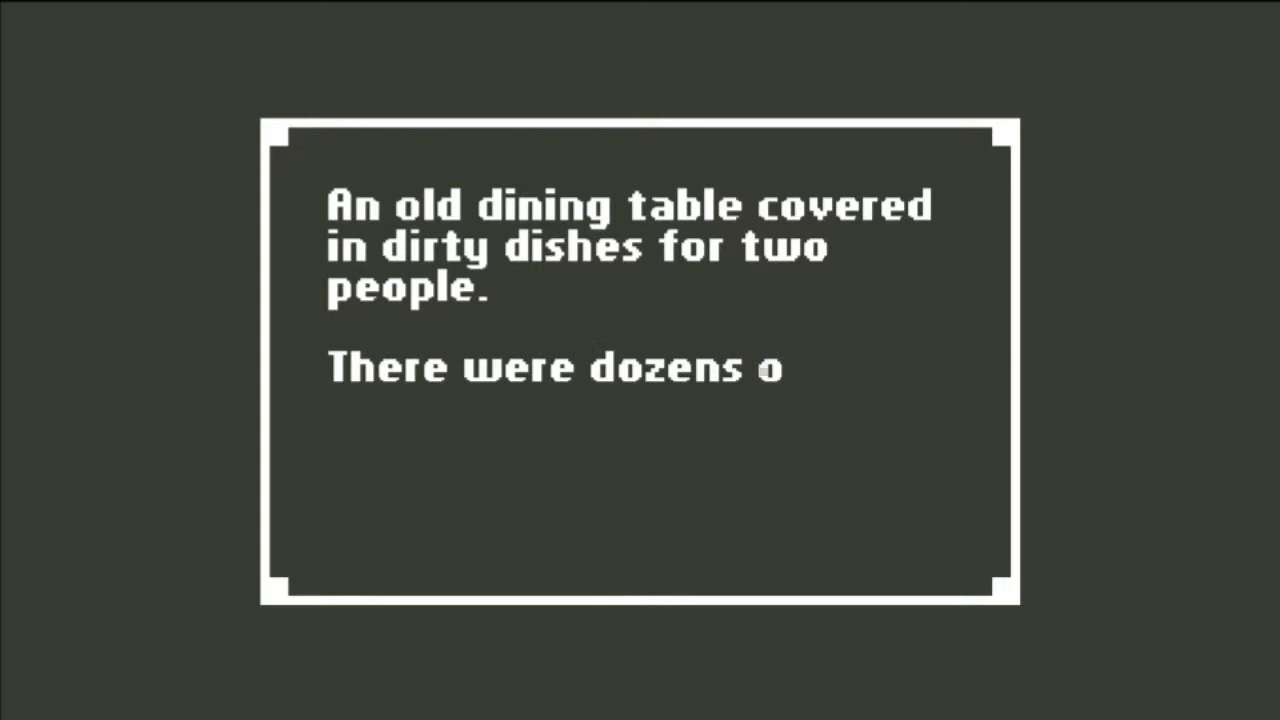 An old dining table covered
in dirty dishes for two
people.
There were dozens o